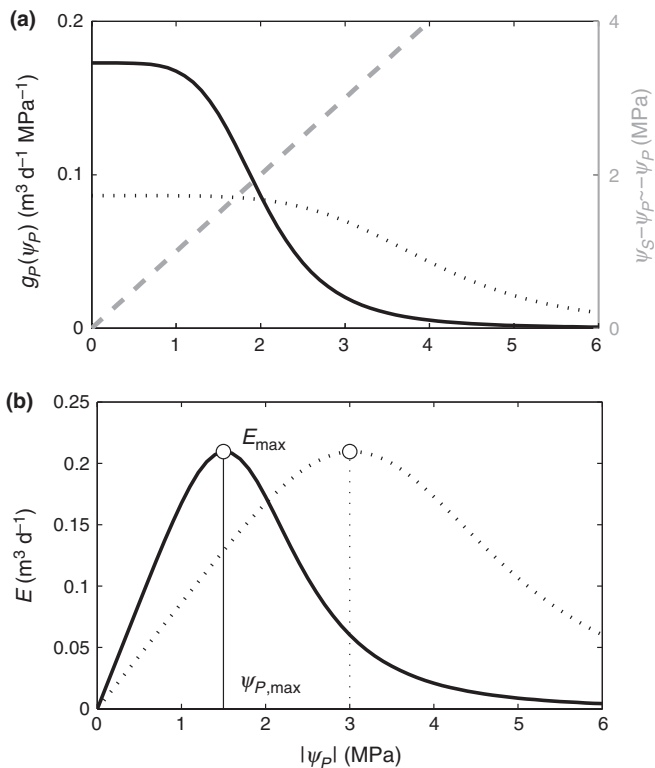 (a)
0.2
0.1
0
g_P(ψ_P) (m³ d⁻¹ MPa⁻¹)
4
2
0
ψ_S–ψ_P~–ψ_P (MPa)
0 1 2 3 4 5 6
(b)
0.25
0.2
0.15
0.1
0.05
0
E (m³ d⁻¹)
E_max
ψ_P,max
0 1 2 3 4 5 6
|ψ_P| (MPa)